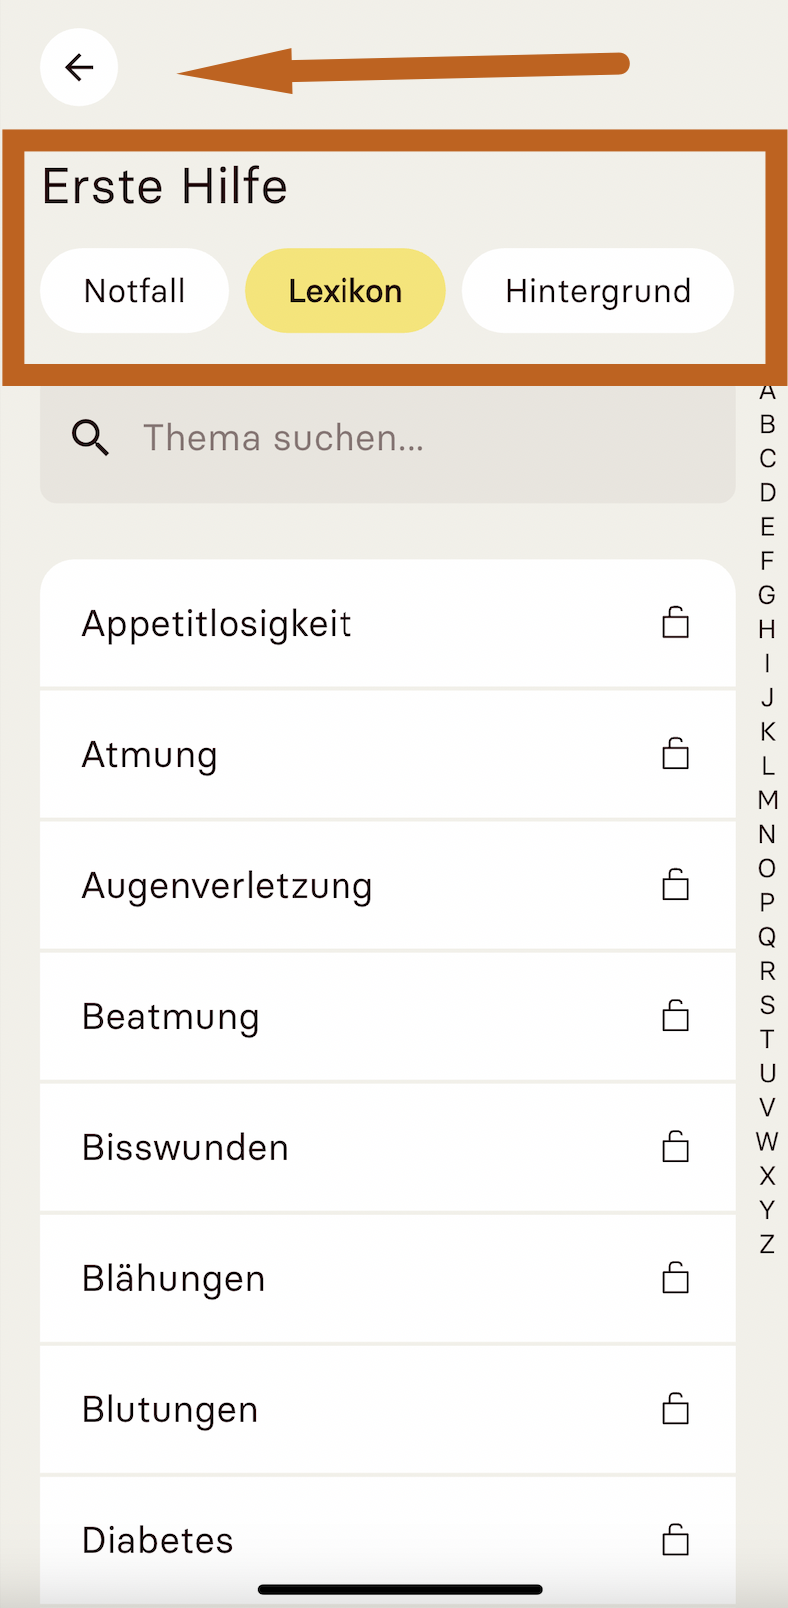 Erste Hilfe
Notfall Lexikon Hintergrund
Thema suchen...
Appetitlosigkeit
Atmung
Augenverletzung
Beatmung
Bisswunden
Blähungen
Blutungen
Diabetes
A
B
C
D
E
F
G
H
I
J
K
L
M
N
O
P
Q
R
S
T
U
V
W
X
Y
Z